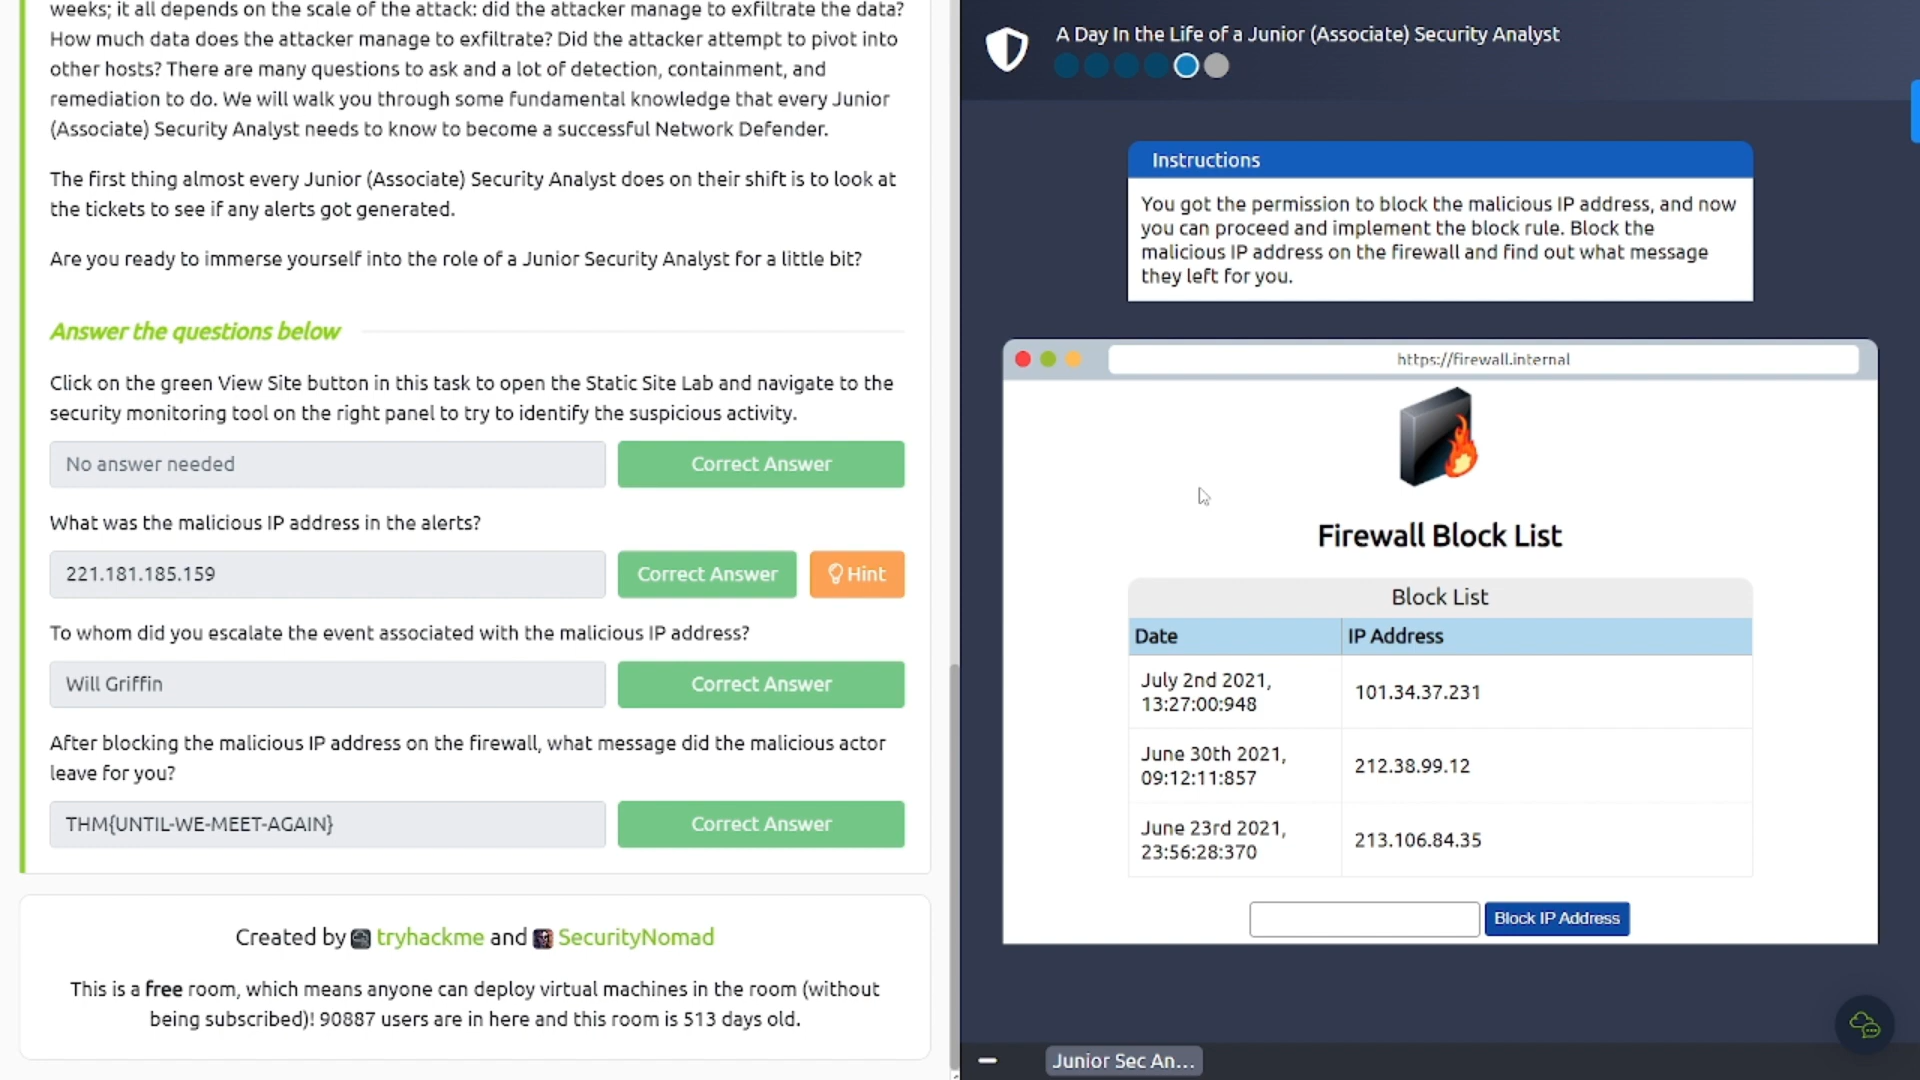 weeks; it all depends on the scale of the attack: did the attacker manage to exfiltrate the data?
How much data does the attacker manage to exfiltrate? Did the attacker attempt to pivot into
other hosts? There are many questions to ask and a lot of detection, containment, and
remediation to do. We will walk you through some fundamental knowledge that every Junior
(Associate) Security Analyst needs to know to become a successful Network Defender.
The first thing almost every Junior (Associate) Security Analyst does on their shift is to look at
the tickets to see if any alerts got generated.
Are you ready to immerse yourself into the role of a Junior Security Analyst for a little bit?
Answer the questions below
Click on the green View Site button in this task to open the Static Site Lab and navigate to the
security monitoring tool on the right panel to try to identify the suspicious activity.
No answer needed
Correct Answer
What was the malicious IP address in the alerts?
221.181.185.159
Correct Answer
Hint
To whom did you escalate the event associated with the malicious IP address?
Will Griffin
Correct Answer
After blocking the malicious IP address on the firewall, what message did the malicious actor
leave for you?
THM{UNTIL-WE-MEET-AGAIN}
Correct Answer
Created by tryhackme and SecurityNomad
This is a free room, which means anyone can deploy virtual machines in the room (without
being subscribed)! 90887 users are in here and this room is 513 days old.
A Day In the Life of a Junior (Associate) Security Analyst
Instructions
You got the permission to block the malicious IP address, and now
you can proceed and implement the block rule. Block the
malicious IP address on the firewall and find out what message
they left for you.
https://firewall.internal
Firewall Block List
Block List
Date IP Address
July 2nd 2021,
13:27:00:948
101.34.37.231
June 30th 2021,
09:12:11:857
212.38.99.12
June 23rd 2021,
23:56:28:370
213.106.84.35
Block IP Address
Junior Sec An...